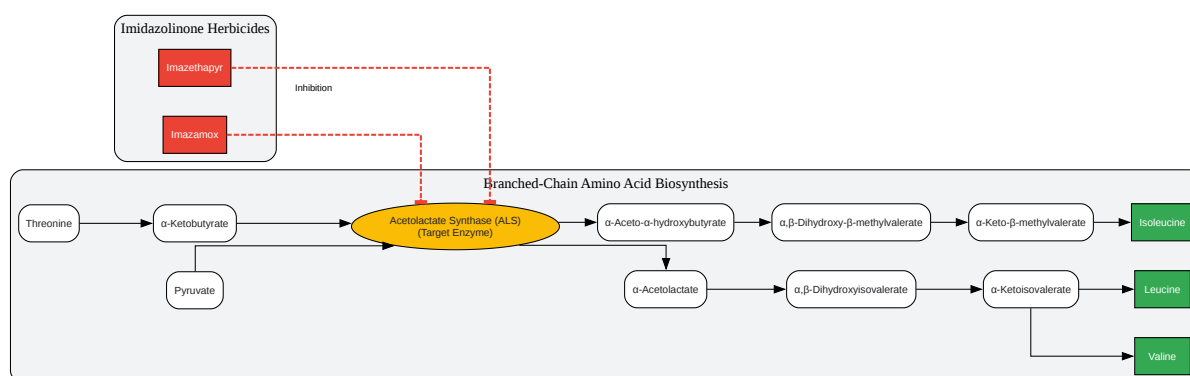 Imidazolinone Herbicides
Imazethapyr
Inhibition
Imazamox
Branched-Chain Amino Acid Biosynthesis
Threonine
α-Ketobutyrate
Acetolactate Synthase (ALS)
(Target Enzyme)
α-Aceto-α-hydroxybutyrate
α,β-Dihydroxy-β-methylvalerate
α-Keto-β-methylvalerate
Isoleucine
Pyruvate
α-Acetolactate
α,β-Dihydroxyisovalerate
α-Ketoisovalerate
Leucine
Valine